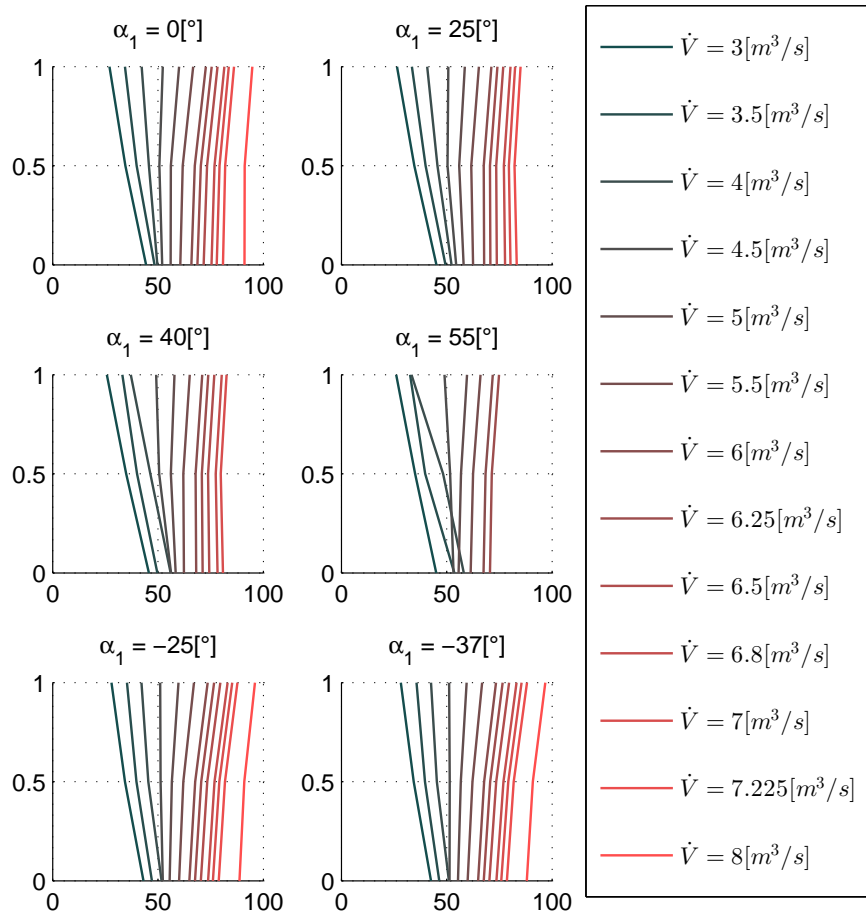 α₁ = 0[°]
1
0.5
0
0
50
100
α₁ = 25[°]
1
0.5
0
0
50
100
α₁ = 40[°]
1
0.5
0
0
50
100
α₁ = 55[°]
1
0.5
0
0
50
100
α₁ = −25[°]
1
0.5
0
0
50
100
α₁ = −37[°]
1
0.5
0
0
50
100
V̇ = 3[m³/s]
V̇ = 3.5[m³/s]
V̇ = 4[m³/s]
V̇ = 4.5[m³/s]
V̇ = 5[m³/s]
V̇ = 5.5[m³/s]
V̇ = 6[m³/s]
V̇ = 6.25[m³/s]
V̇ = 6.5[m³/s]
V̇ = 6.8[m³/s]
V̇ = 7[m³/s]
V̇ = 7.225[m³/s]
V̇ = 8[m³/s]